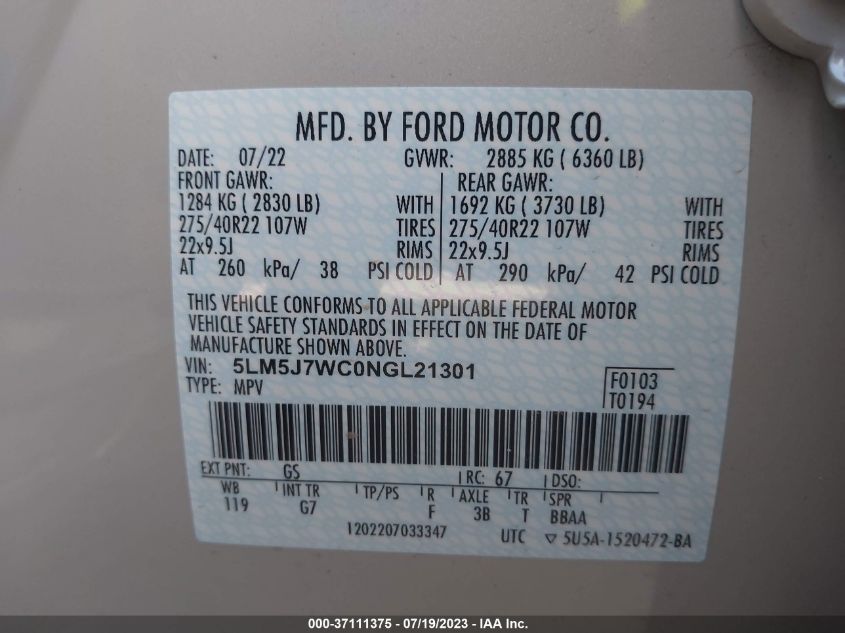 MFD. BY FORD MOTOR CO.
DATE: 07/22 GVWR: 2885 KG ( 6360 LB)
FRONT GAWR: REAR GAWR:
1284 KG ( 2830 LB) WITH 1692 KG ( 3730 LB) WITH
275/40R22 107W TIRES 275/40R22 107W TIRES
22x9.5J RIMS 22x9.5J RIMS
AT 260 kPa/ 38 PSI COLD AT 290 kPa/ 42 PSI COLD
THIS VEHICLE CONFORMS TO ALL APPLICABLE FEDERAL MOTOR
VEHICLE SAFETY STANDARDS IN EFFECT ON THE DATE OF
MANUFACTURE SHOWN ABOVE.
VIN: 5LM5J7WC0NGL21301
TYPE: MPV
F0103
T0194
EXT PNT: GS RC: 67 DSO:
WB INT TR TP/PS R AXLE TR SPR
119 G7 F 3B T BBAA
1202207033347 UTC ▽ 5U5A-1520472-BA
000-37111375 - 07/19/2023 - IAA Inc.